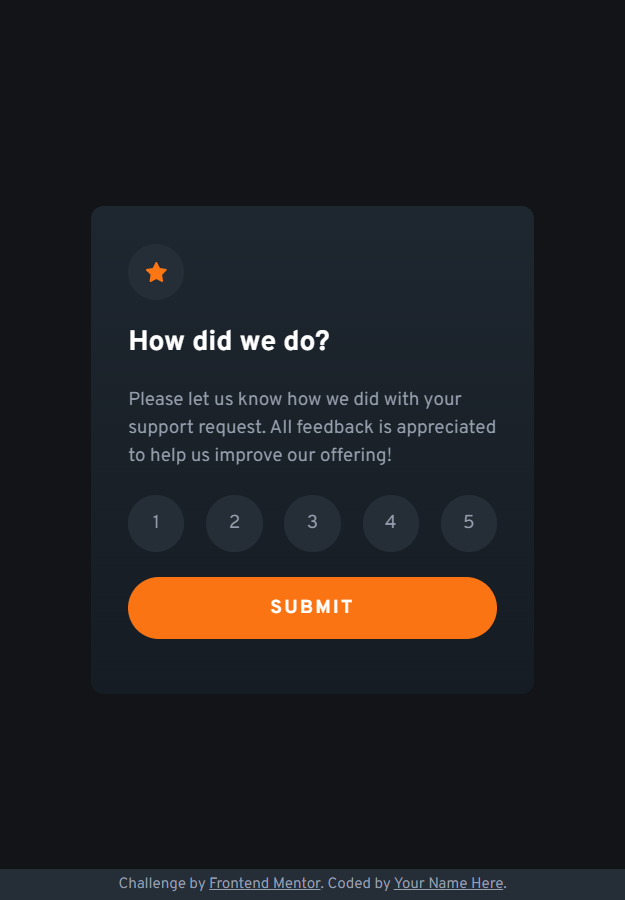 How did we do?
Please let us know how we did with your
support request. All feedback is appreciated
to help us improve our offering!
1 2 3 4 5
SUBMIT
Challenge by Frontend Mentor. Coded by Your Name Here.